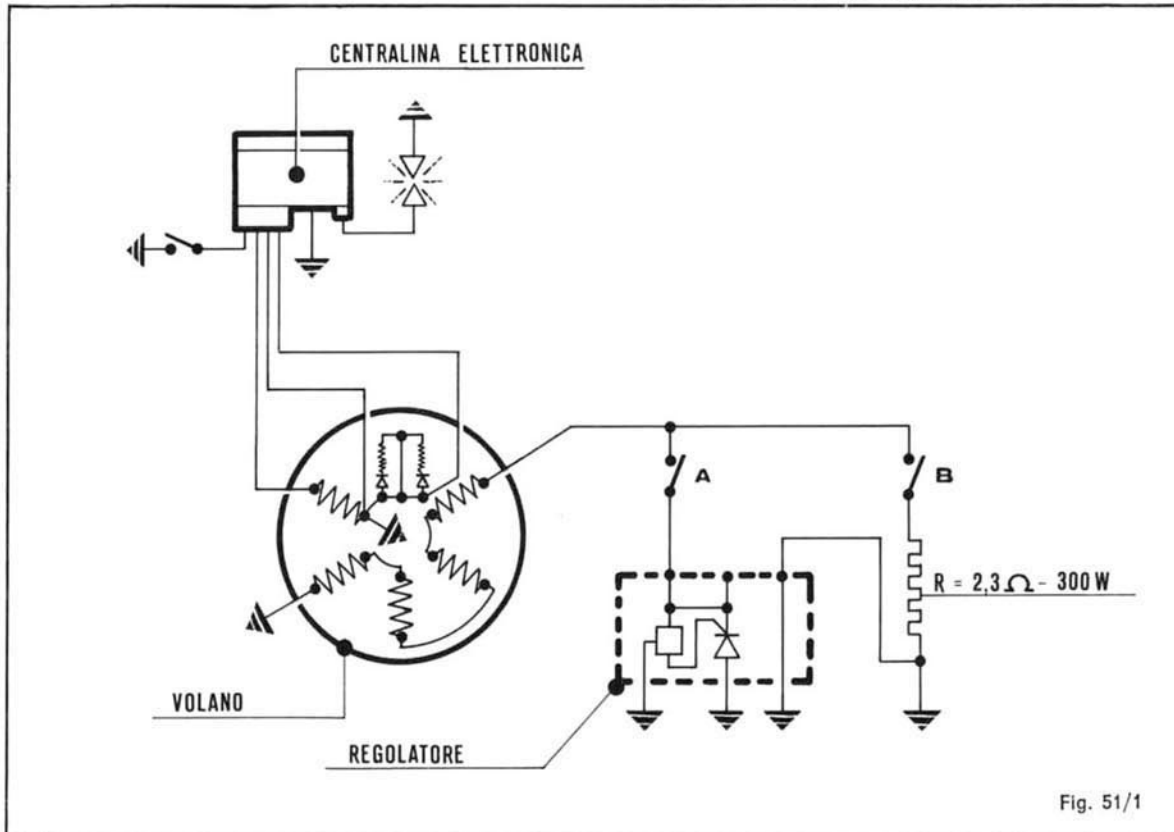 CENTRALINA ELETTRONICA
A
B
R = 2,3 Ω - 300 W
VOLANO
REGOLATORE
Fig. 51/1